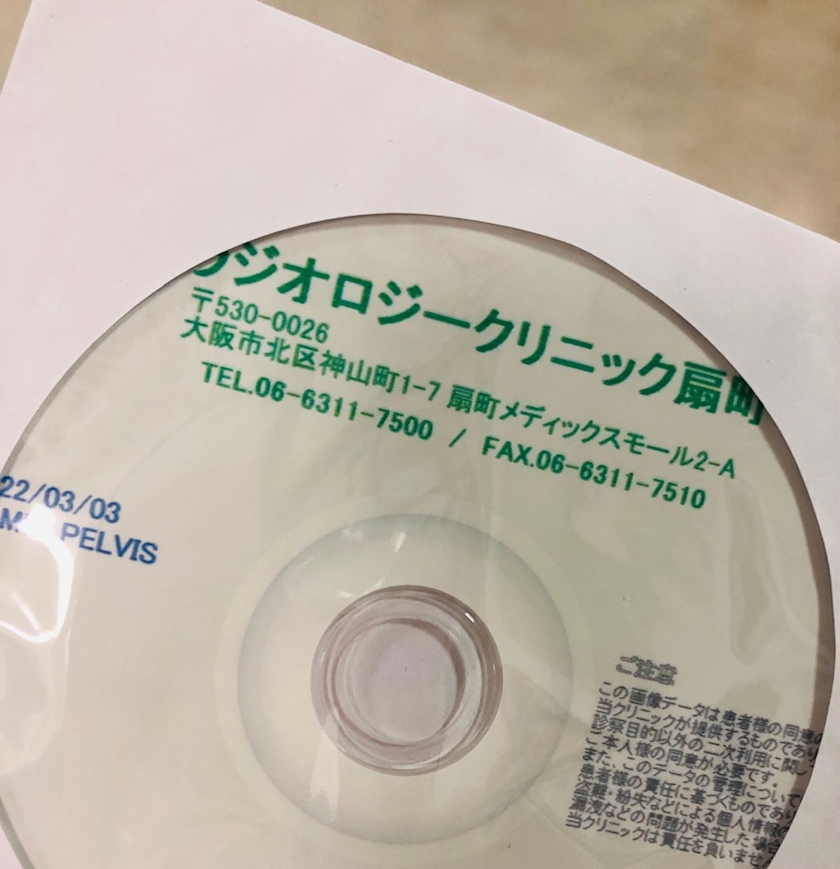 ラジオロジークリニック扇町
〒530-0026
大阪市北区神山町1-7 扇町メディックスモール2-A
TEL.06-6311-7500 / FAX.06-6311-7510
22/03/03
PELVIS
ご注意
この画像データは患者様の同意の
当クリニックが提供するものであり
診察目的以外の二次利用に関し
ご本人様の同意が必要です。
また、このデータの管理について
患者様の責任に基づくものであり
盗難・紛失などによる個人情報の
漏洩などの問題が発生した場合
当クリニックは責任を負いませ